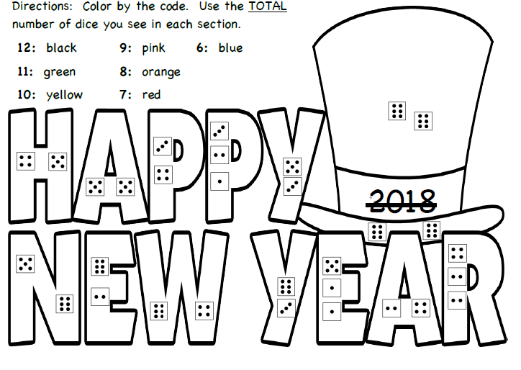 Directions: Color by the code. Use the TOTAL
number of dice you see in each section.
12: black 9: pink 6: blue
11: green 8: orange
10: yellow 7: red
HAPPY
2018
NEW YEAR